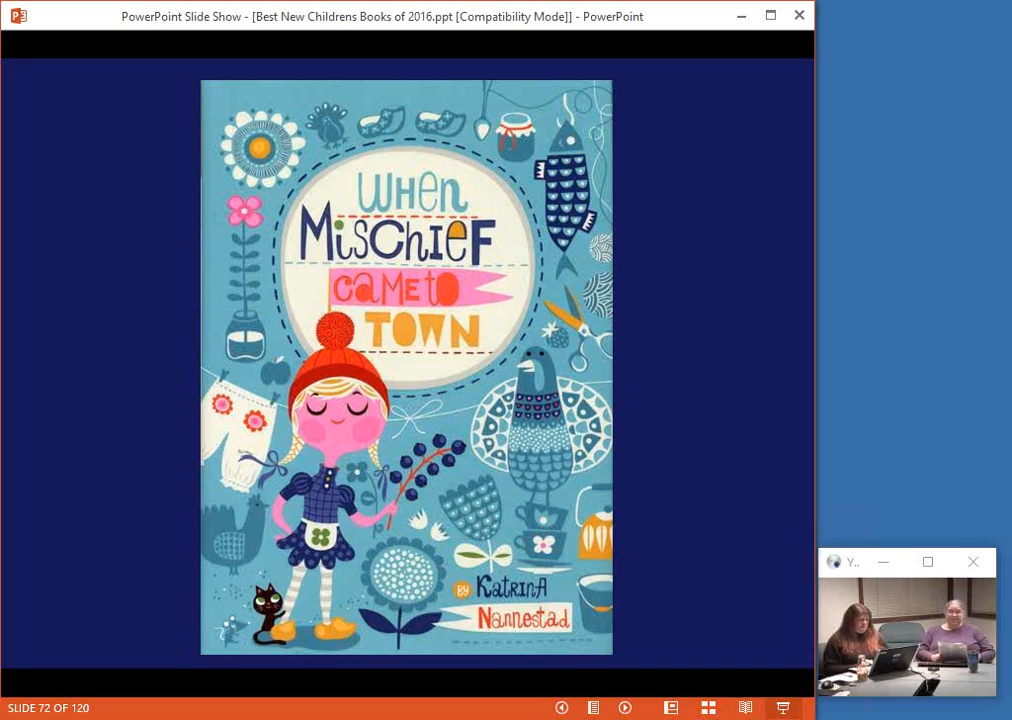 PowerPoint Slide Show - [Best New Childrens Books of 2016.ppt [Compatibility Mode]] - PowerPoint
WHEN
MiSCHiEF
CAME to
TOWN
BY KATRINA
Nannestad
Y..
SLIDE 72 OF 120